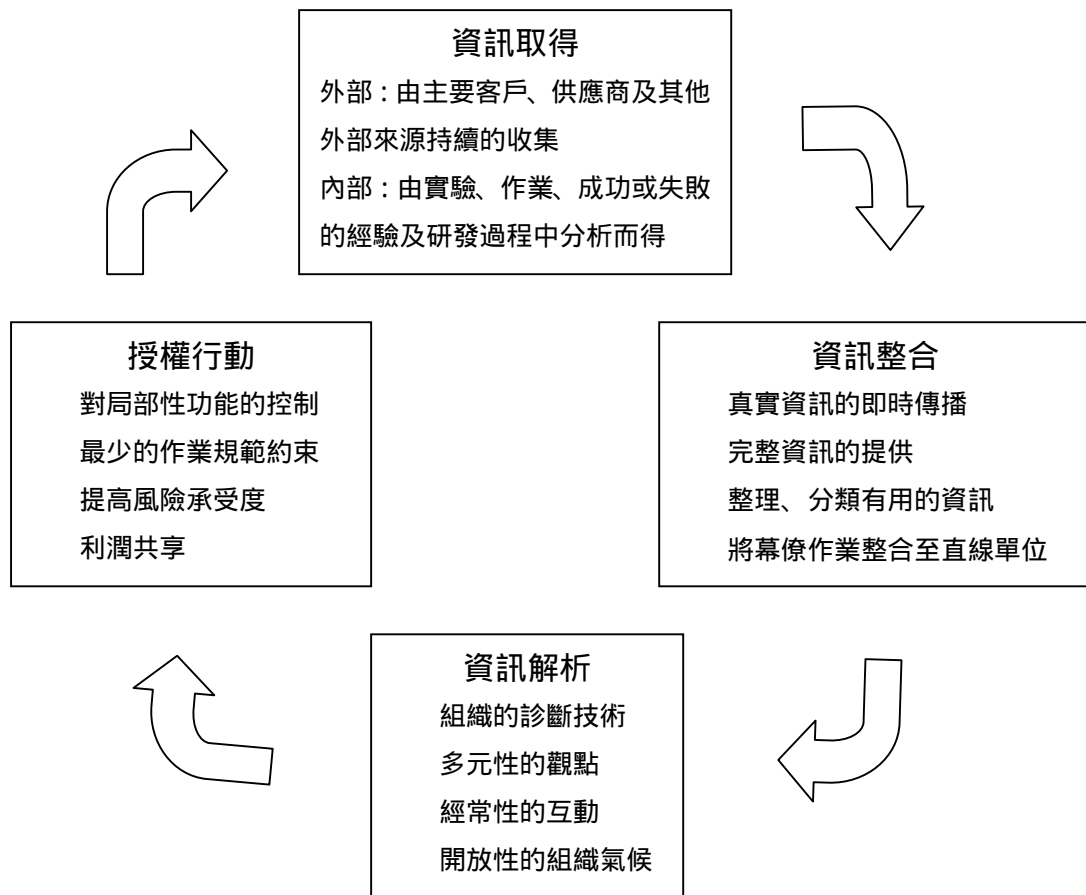 資訊取得
外部：由主要客戶、供應商及其他
外部來源持續的收集
內部：由實驗、作業、成功或失敗
的經驗及研發過程中分析而得
授權行動
對局部性功能的控制
最少的作業規範約束
提高風險承受度
利潤共享
資訊整合
真實資訊的即時傳播
完整資訊的提供
整理、分類有用的資訊
將幕僚作業整合至直線單位
資訊解析
組織的診斷技術
多元性的觀點
經常性的互動
開放性的組織氣候